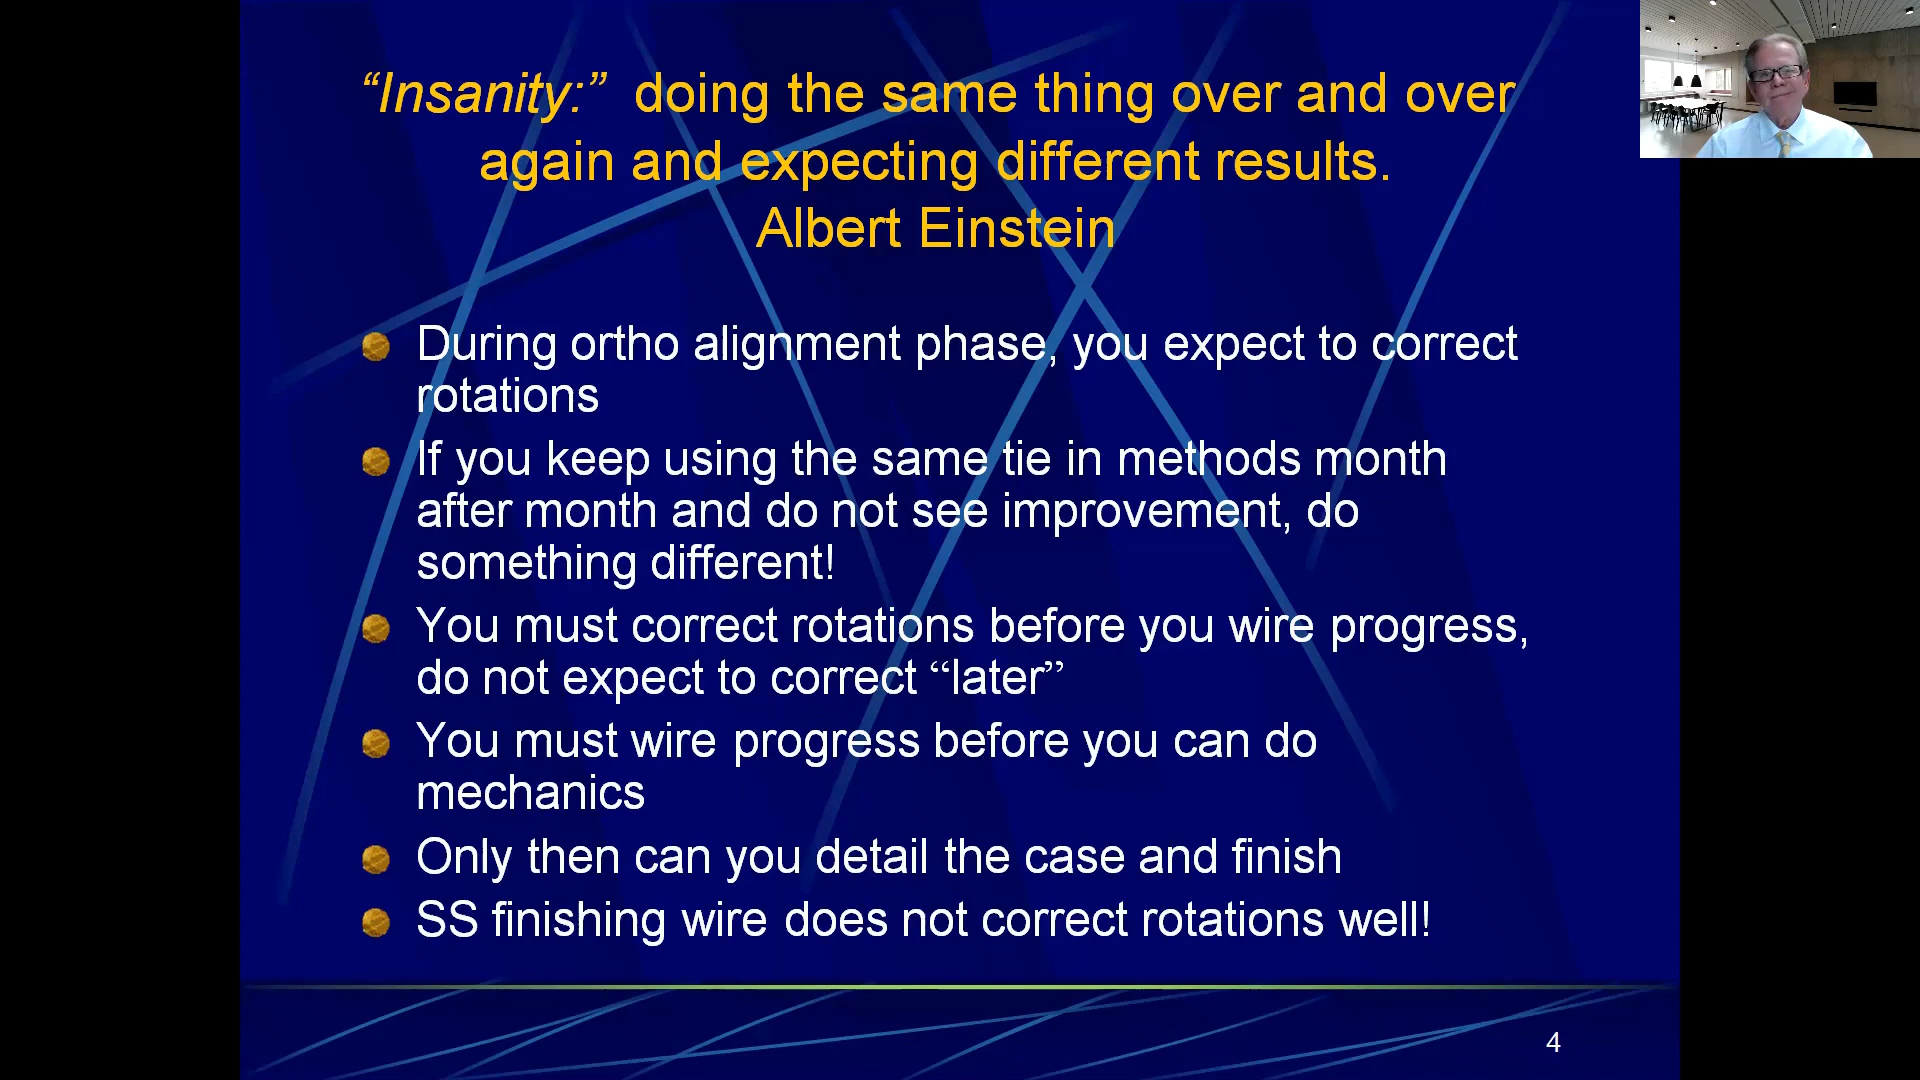 “Insanity:” doing the same thing over and over
again and expecting different results.
Albert Einstein
During ortho alignment phase, you expect to correct
rotations
If you keep using the same tie in methods month
after month and do not see improvement, do
something different!
You must correct rotations before you wire progress,
do not expect to correct “later”
You must wire progress before you can do
mechanics
Only then can you detail the case and finish
SS finishing wire does not correct rotations well!
4